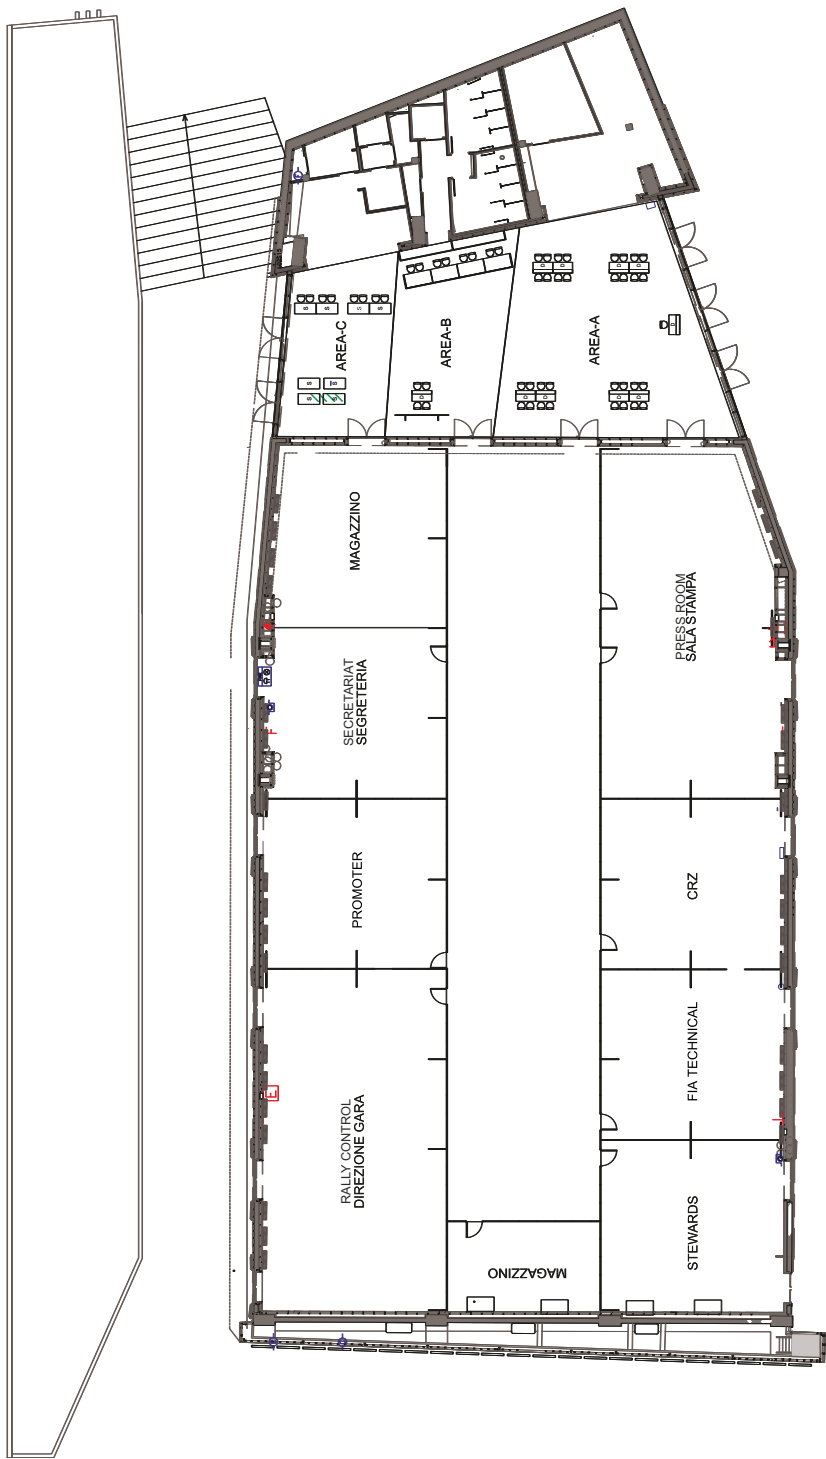 AREA-C
AREA-B
AREA-A
MAGAZZINO
PRESS ROOM
SALA STAMPA
SECRETARIAT
SEGRETERIA
PROMOTER
CRZ
RALLY CONTROL
DIREZIONE GARA
FIA TECHNICAL
STEWARDS
MAGAZZINO
E
F